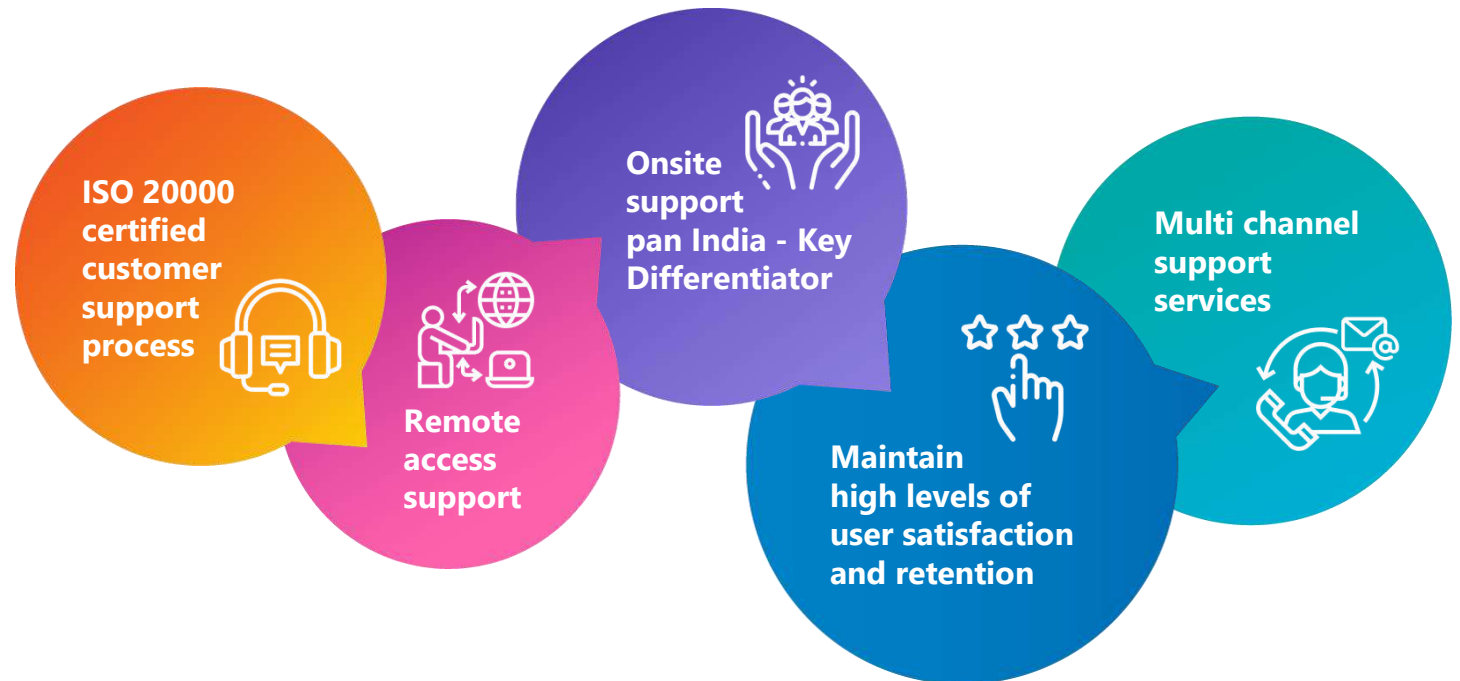 ISO 20000
certified
customer
support
process
Remote
access
support
Onsite
support
pan India - Key
Differentiator
Maintain
high levels of
user satisfaction
and retention
Multi channel
support
services